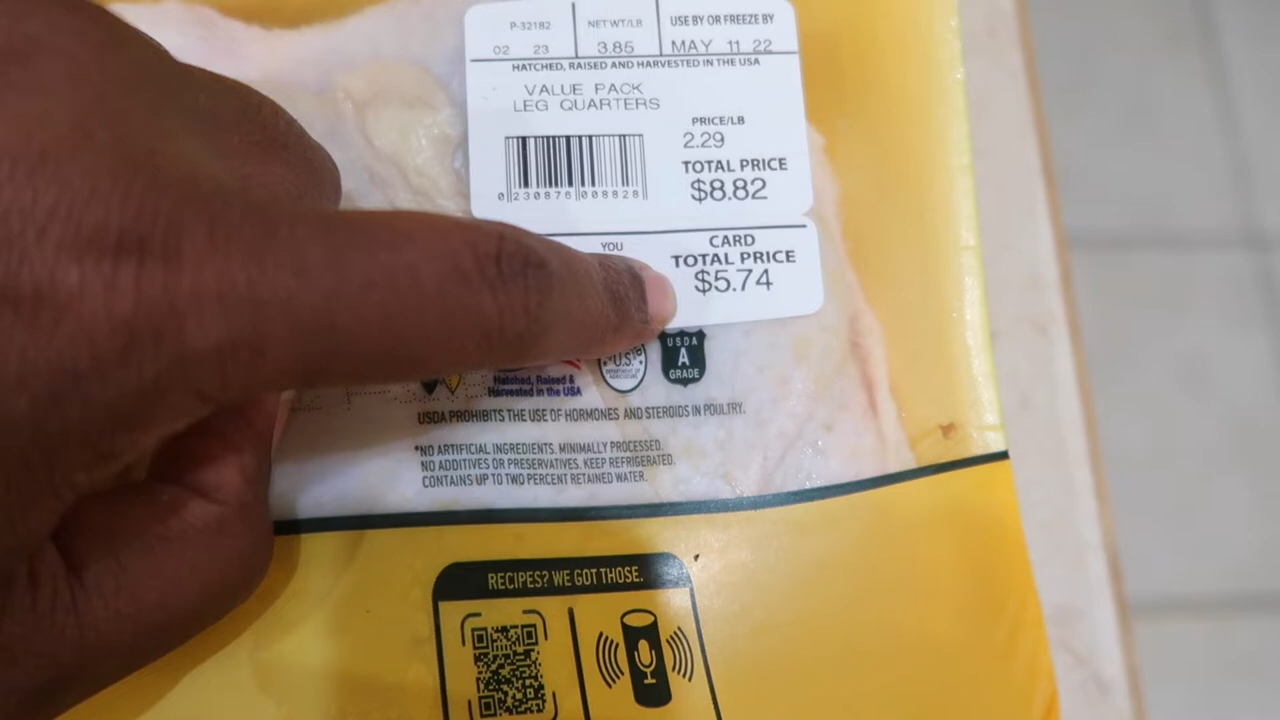 P-32182 NET WT/LB USE BY OR FREEZE BY
02 23 3.85 MAY 11 22
HATCHED, RAISED AND HARVESTED IN THE USA
VALUE PACK
LEG QUARTERS
PRICE/LB
2.29
TOTAL PRICE
$8.82
0 230876 008828
YOU
CARD
TOTAL PRICE
$5.74
U.S.
DEPARTMENT OF
AGRICULTURE
USDA
A
GRADE
Hatched, Raised &
Harvested in the USA
USDA PROHIBITS THE USE OF HORMONES AND STEROIDS IN POULTRY.
*NO ARTIFICIAL INGREDIENTS. MINIMALLY PROCESSED.
NO ADDITIVES OR PRESERVATIVES. KEEP REFRIGERATED.
CONTAINS UP TO TWO PERCENT RETAINED WATER.
RECIPES? WE GOT THOSE.